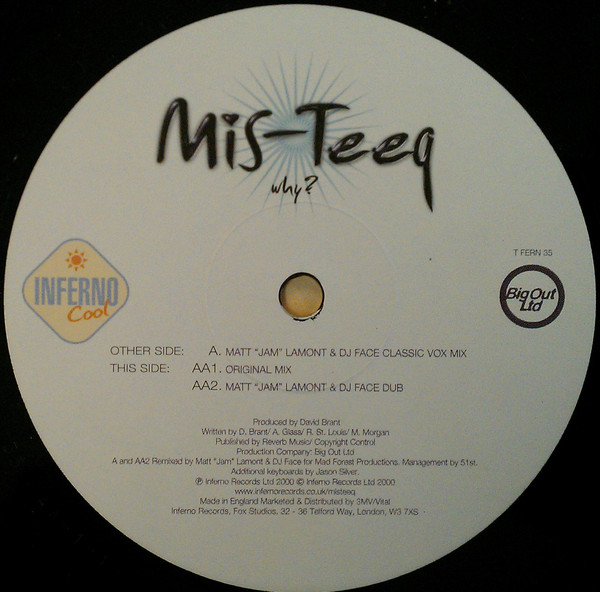 Mis-Teeq
why?
T FERN 35
INFERNO
Cool
Big Out
Ltd
OTHER SIDE: A. MATT "JAM" LAMONT & DJ FACE CLASSIC VOX MIX
THIS SIDE: AA1. ORIGINAL MIX
AA2. MATT "JAM" LAMONT & DJ FACE DUB
Produced by David Brant
Written by D. Brant/ A. Glass/ R. St. Louis/ M. Morgan
Published by Reverb Music/ Copyright Control
Production Company: Big Out Ltd
A and AA2 Remixed by Matt "Jam" Lamont & DJ Face for Mad Forest Productions. Management by 51st.
Additional keyboards by Jason Silver.
℗ Inferno Records Ltd 2000 © Inferno Records Ltd 2000
www.infernorecords.co.uk/misteeq
Made in England Marketed & Distributed by 3MV/Vital
Inferno Records, Fox Studios, 32 - 36 Telford Way, London, W3 7XS